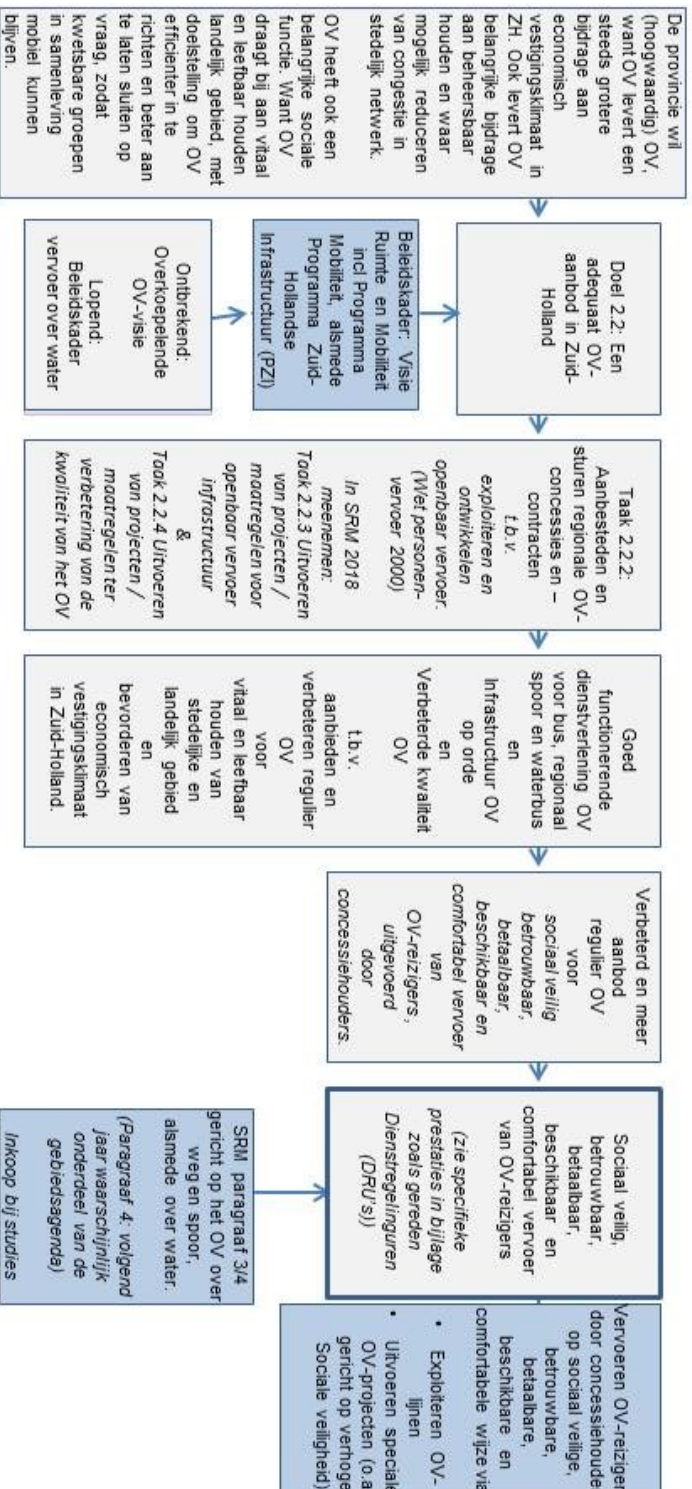 De provincie wil
(hoogwaardig) OV,
want OV levert een
steeds grotere
bijdrage aan
economisch
vestigingsklimaat in
ZH. Ook levert OV
belangrijke bijdrage
aan beheersbaar
houden en waar
mogelijk reduceren
van congestie in
stedelijk netwerk.
OV heeft ook een
belangrijke sociale
functie. Want OV
draagt bij aan vitaal
en leefbaar houden
landelijk gebied, met
doelstelling om OV
efficienter in te
richten en beter aan
te laten sluiten op
vraag, zodat
kwetsbare groepen
in samenleving
mobiel kunnen
blijven.
Doel 2.2: Een
adequaat OV-
aanbod in Zuid-
Holland
Beleidskader: Visie
Ruimte en Mobiliteit
incl Programma
Mobiliteit, alsmede
Programma Zuid-
Hollandse
Infrastructuur (PZI)
Ontbrekend:
Overkoepelende
OV-visie
Lopend:
Beleidskader
vervoer over water
Taak 2.2.2:
Aanbesteden en
sturen regionale OV-
concessies en –
contracten
t.b.v.
exploiteren en
ontwikkelen
openbaar vervoer.
(Wet personen-
vervoer 2000)
In SRM 2018
meenemen:
Taak 2.2.3 Uitvoeren
van projecten /
maatregelen voor
openbaar vervoer
infrastructuur
&
Taak 2.2.4 Uitvoeren
van projecten /
maatregelen ter
verbetering van de
kwaliteit van het OV
Goed
functionerende
dienstverlening OV
voor bus, regionaal
spoor en waterbus
en
Infrastructuur OV
op orde
en
Verbeterde kwaliteit
OV
t.b.v.
aanbieden en
verbeteren regulier
OV
voor
vitaal en leefbaar
houden van
stedelijke en
landelijk gebied
en
bevorderen van
economisch
vestigingsklimaat
in Zuid-Holland.
Verbeterd en meer
aanbod
regulier OV
voor
sociaal veilig
betrouwbaar,
betaalbaar,
beschikbaar en
comfortabel vervoer
van
OV-reizigers,
uitgevoerd
door
concessiehouders.
Sociaal veilig,
betrouwbaar,
betaalbaar,
beschikbaar en
comfortabel vervoer
van OV-reizigers
(zie specifieke
prestaties in bijlage
zoals gereden
Dienstregelinguren
(DRU's))
SRM paragraaf 3/4
gericht op het OV over
weg en spoor,
alsmede over water.
(Paragraaf 4: volgend
jaar waarschijnlijk
onderdeel van de
gebiedsagenda)
Inkoop bij studies
Vervoeren OV-reiziger
door concessiehoude
op sociaal veilige,
betrouwbare,
betaalbare,
beschikbare en
comfortabele wijze via
• Exploiteren OV-
lijnen
• Uitvoeren speciale
OV-projecten (o.a
gericht op verhoge
Sociale veiligheid)